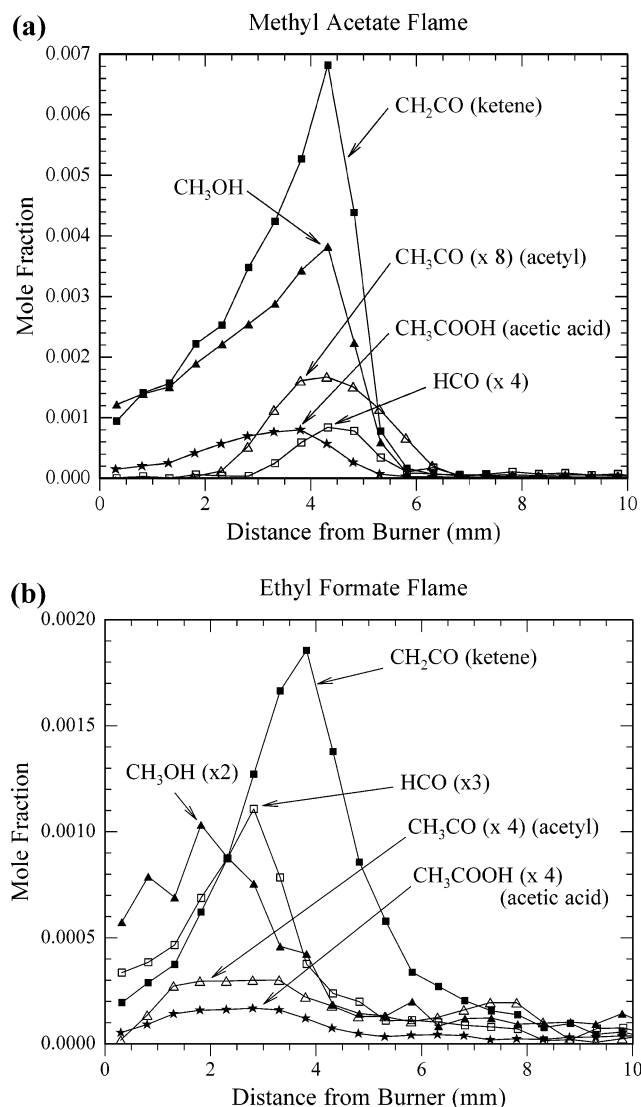 (a)
Methyl Acetate Flame
0.007
0.006
0.005
0.004
0.003
0.002
0.001
0.000
Mole Fraction
CH₂CO (ketene)
CH₃OH
CH₃CO (x 8) (acetyl)
CH₃COOH (acetic acid)
HCO (x 4)
0 2 4 6 8 10
Distance from Burner (mm)
(b)
Ethyl Formate Flame
0.0020
0.0015
0.0010
0.0005
0.0000
Mole Fraction
CH₂CO (ketene)
CH₃OH (x2)
HCO (x3)
CH₃CO (x 4) (acetyl)
CH₃COOH (x 4)
(acetic acid)
0 2 4 6 8 10
Distance from Burner (mm)